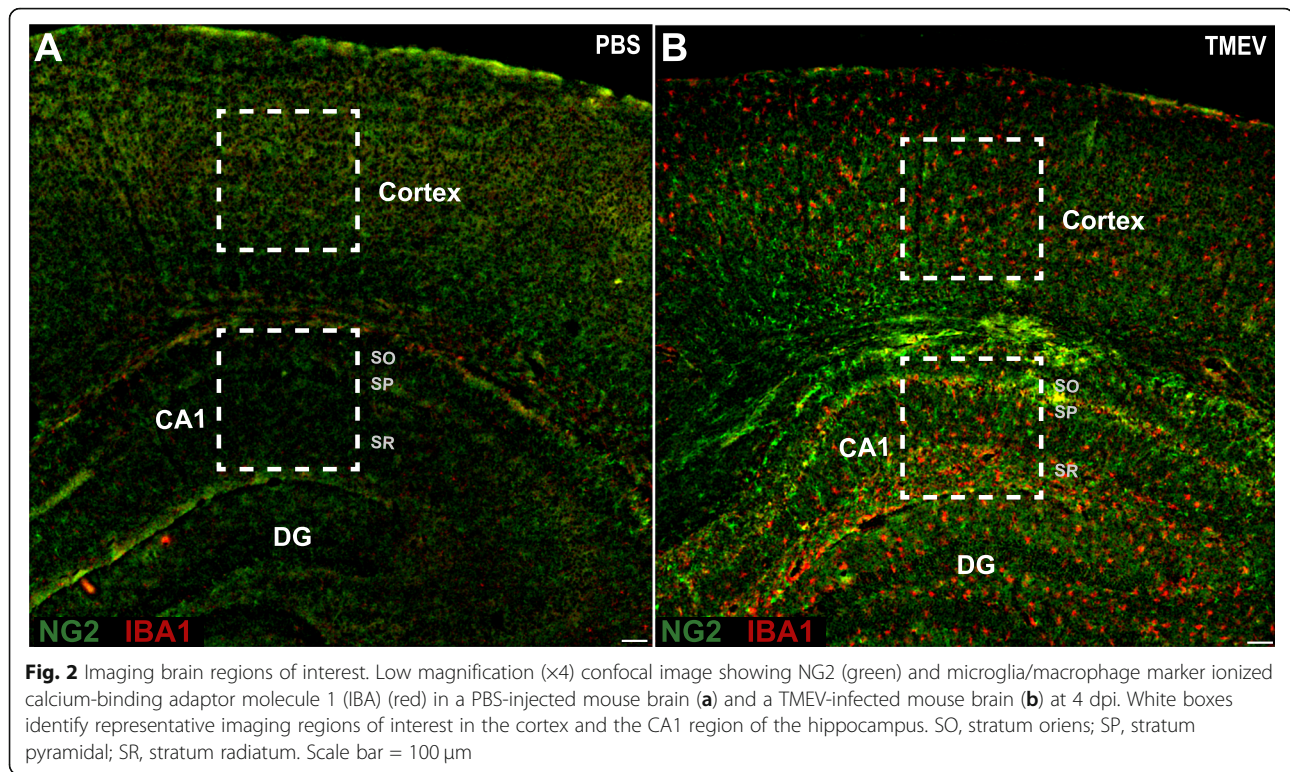 A
PBS
Cortex
SO
SP
CA1
SR
DG
NG2 IBA1
B
TMEV
Cortex
SO
SP
CA1
SR
DG
NG2 IBA1
Fig. 2 Imaging brain regions of interest. Low magnification (×4) confocal image showing NG2 (green) and microglia/macrophage marker ionized
calcium-binding adaptor molecule 1 (IBA) (red) in a PBS-injected mouse brain (a) and a TMEV-infected mouse brain (b) at 4 dpi. White boxes
identify representative imaging regions of interest in the cortex and the CA1 region of the hippocampus. SO, stratum oriens; SP, stratum
pyramidal; SR, stratum radiatum. Scale bar = 100 μm